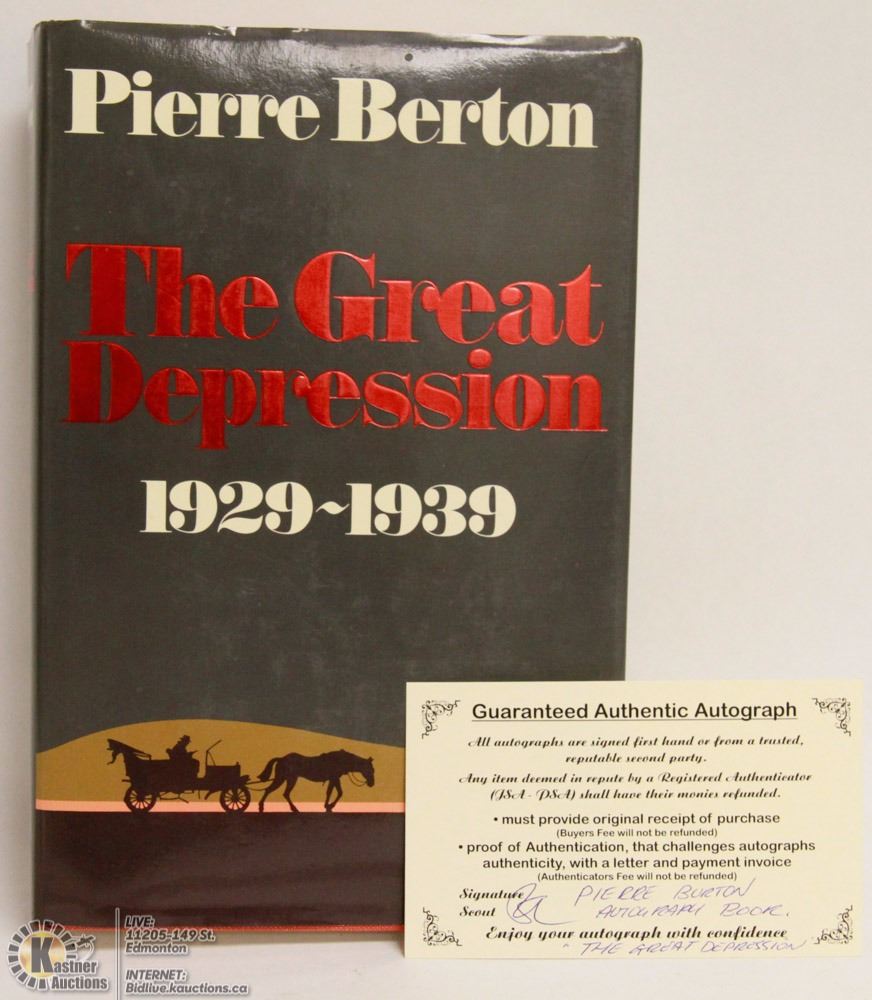 Pierre Berton
The Great
Depression
1929~1939
Guaranteed Authentic Autograph
All autographs are signed first hand or from a trusted,
reputable second party.
Any item deemed in repute by a Registered Authenticator
(JSA - PSA) shall have their monies refunded.
• must provide original receipt of purchase
(Buyers Fee will not be refunded)
• proof of Authentication, that challenges autographs
authenticity, with a letter and payment invoice
(Authenticators Fee will not be refunded)
Signature PIERRE BURTON
Scout AUTOGRAPH BOOK.
Enjoy your autograph with confidence
"THE GREAT DEPRESSION"
Kastner
Auctions
LIVE:
11205-149 St.
Edmonton
INTERNET:
Bidlive.kauctions.ca